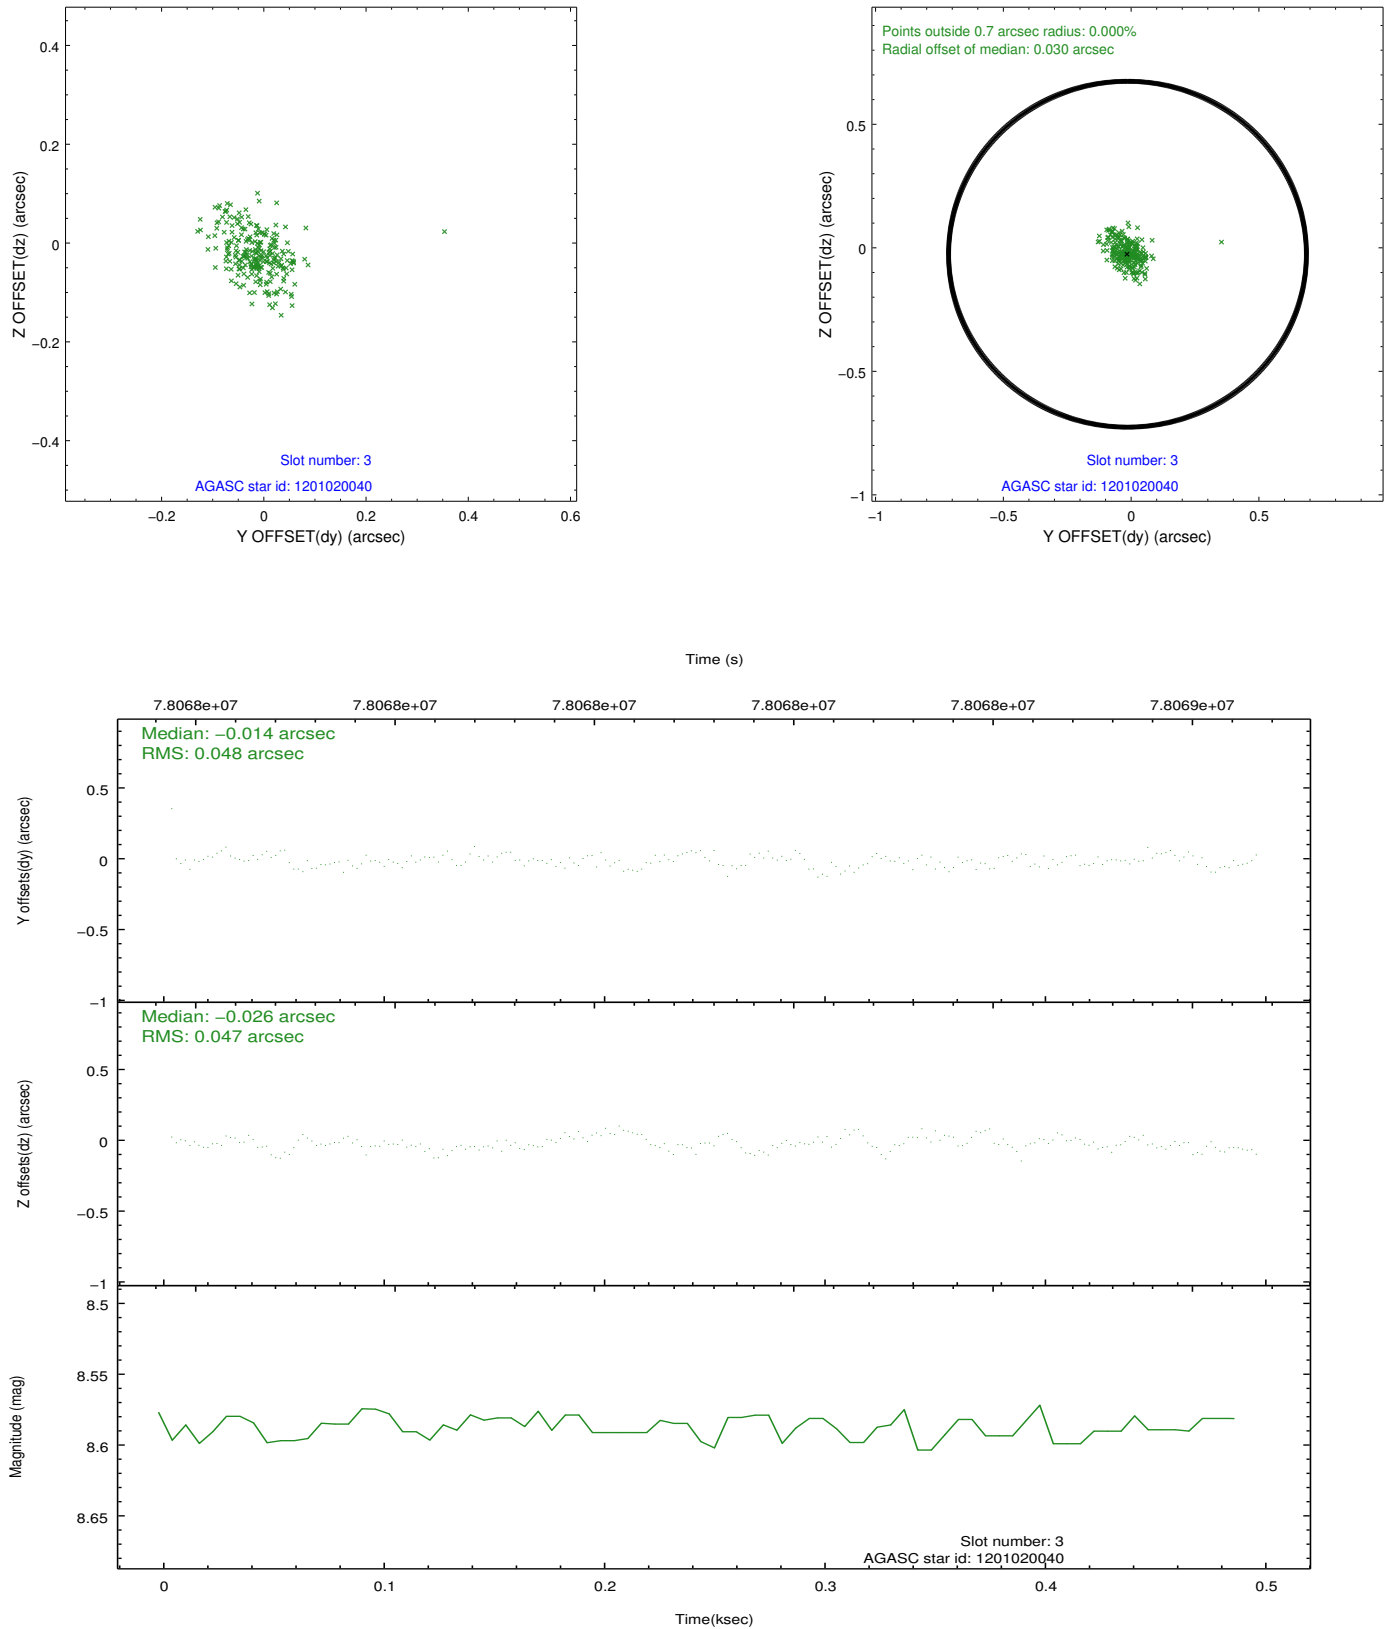 0.4
0.2
0
−0.2
−0.4
Z OFFSET(dz) (arcsec)
Slot number: 3
AGASC star id: 1201020040
−0.2
0
0.2
0.4
0.6
Y OFFSET(dy) (arcsec)
Points outside 0.7 arcsec radius: 0.000%
Radial offset of median: 0.030 arcsec
0.5
0
−0.5
−1
Z OFFSET(dz) (arcsec)
Slot number: 3
AGASC star id: 1201020040
−1
−0.5
0
0.5
Y OFFSET(dy) (arcsec)
Time (s)
7.8068e+07
7.8068e+07
7.8068e+07
7.8068e+07
7.8068e+07
7.8069e+07
Median: −0.014 arcsec
RMS: 0.048 arcsec
0.5
0
−0.5
−1
Y offsets(dy) (arcsec)
Median: −0.026 arcsec
RMS: 0.047 arcsec
0.5
0
−0.5
−1
Z offsets(dz) (arcsec)
8.5
8.55
8.6
8.65
Magnitude (mag)
Slot number: 3
AGASC star id: 1201020040
0
0.1
0.2
0.3
0.4
0.5
Time(ksec)